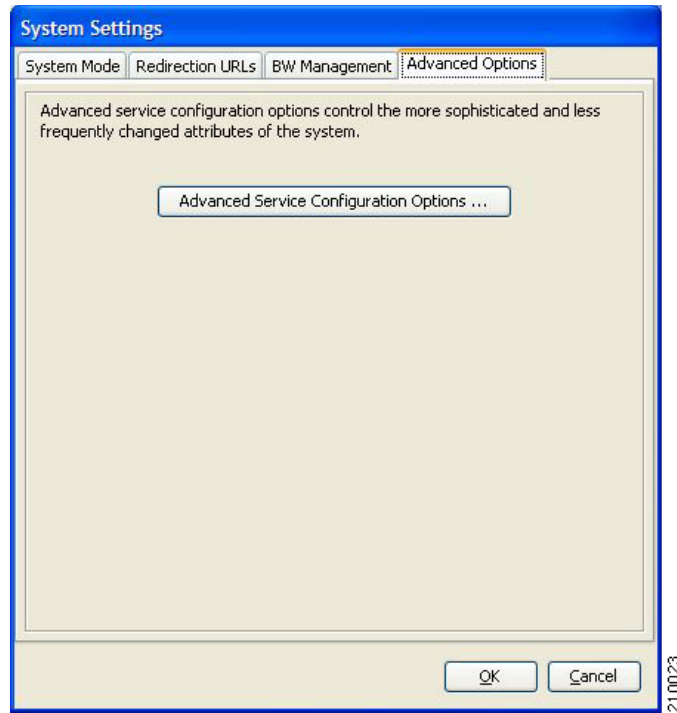 System Settings
System Mode Redirection URLs BW Management Advanced Options
Advanced service configuration options control the more sophisticated and less
frequently changed attributes of the system.
Advanced Service Configuration Options ...
OK Cancel
210023